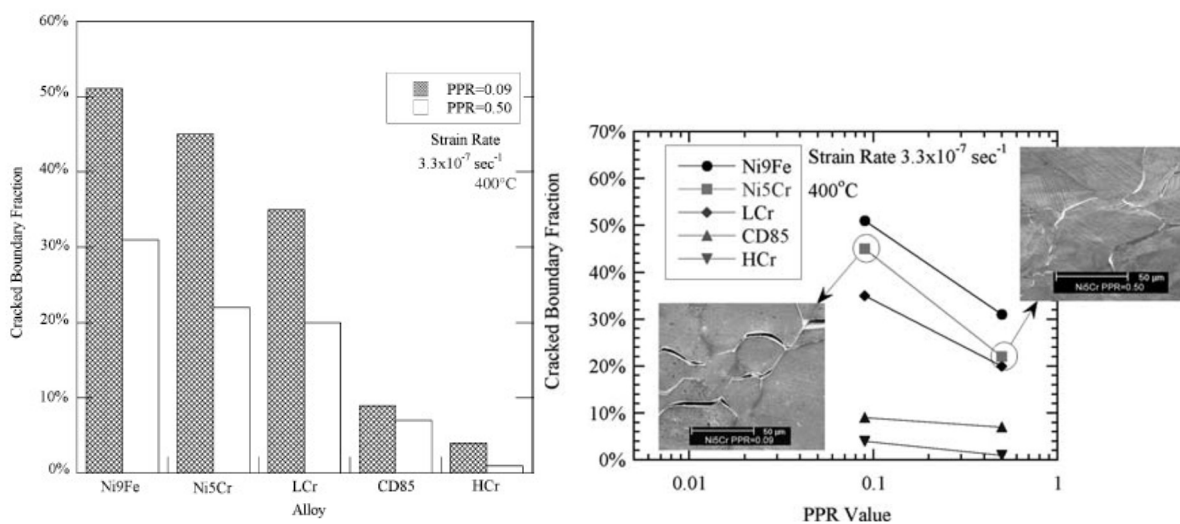 60%
50%
40%
30%
20%
10%
0%
Cracked Boundary Fraction
PPR=0.09
PPR=0.50
Strain Rate
3.3x10⁻⁷ sec⁻¹
400°C
Ni9Fe Ni5Cr LCr CD85 HCr
Alloy
70%
60%
50%
40%
30%
20%
10%
0%
Cracked Boundary Fraction
Ni9Fe
Ni5Cr
LCr
CD85
HCr
Strain Rate 3.3x10⁻⁷ sec⁻¹
400°C
50 µm
Ni5Cr PPR=0.50
50 µm
Ni5Cr PPR=0.09
0.01 0.1 1
PPR Value